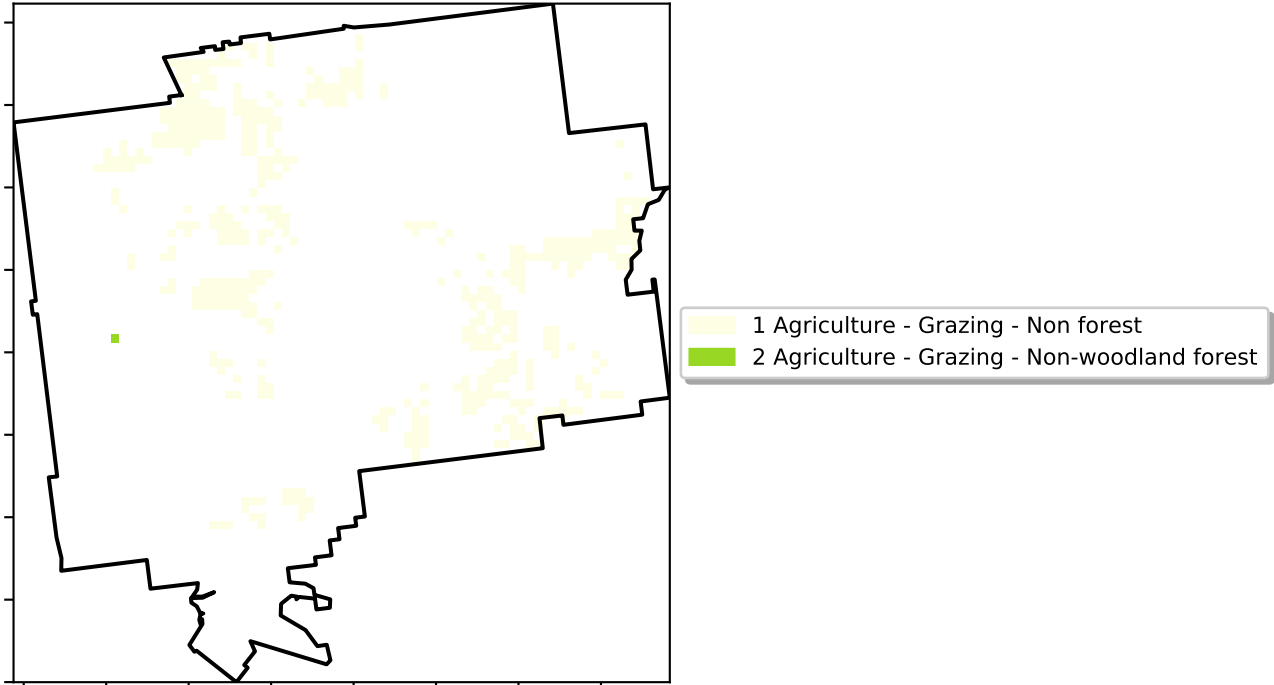 1 Agriculture - Grazing - Non forest
2 Agriculture - Grazing - Non-woodland forest